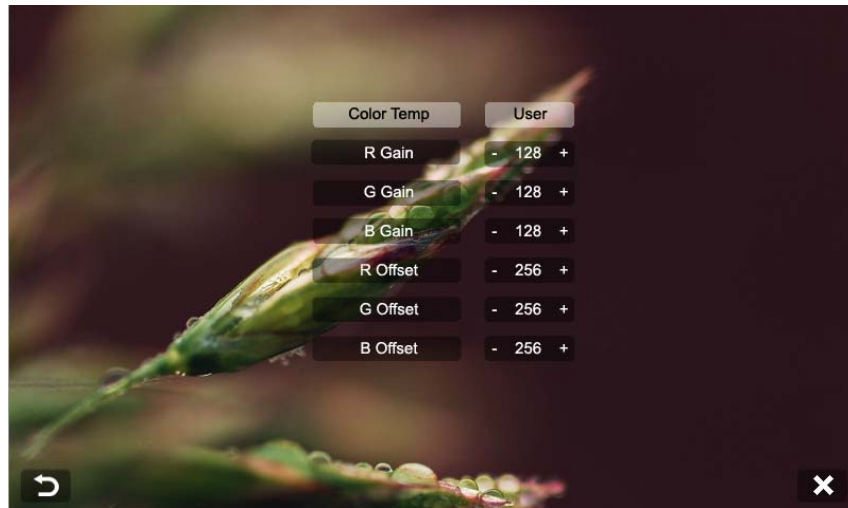 Color Temp User
R Gain - 128 +
G Gain - 128 +
B Gain - 128 +
R Offset - 256 +
G Offset - 256 +
B Offset - 256 +